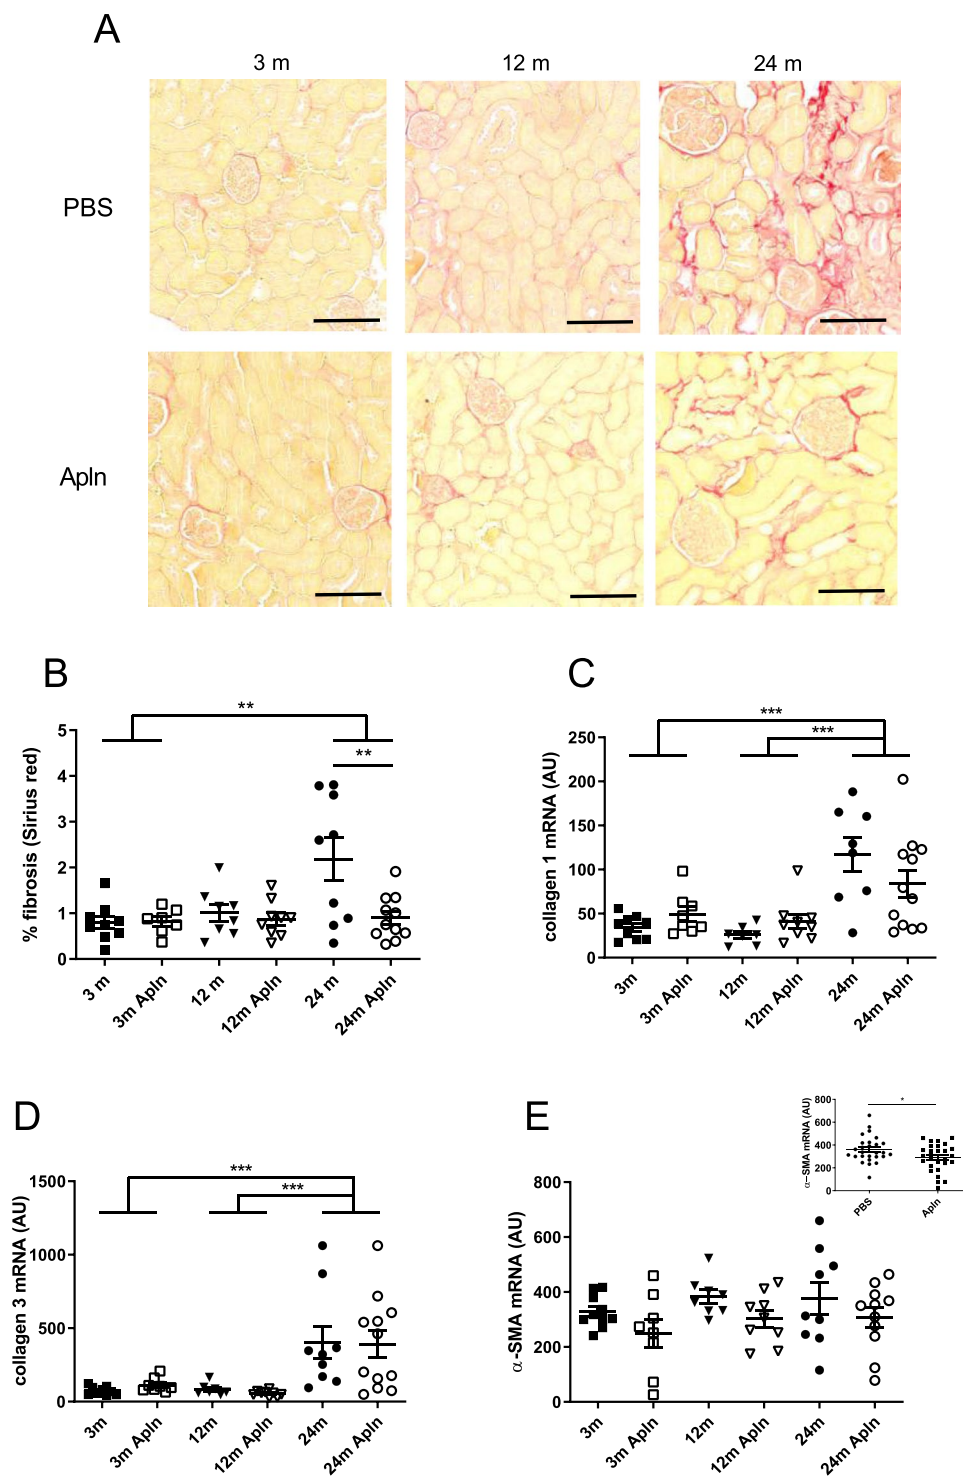 A
3 m 12 m 24 m
PBS
Apln
B
**
**
% fibrosis (Sirius red)
5
4
3
2
1
0
3 m 3m Apln 12 m 12m Apln 24 m 24m Apln
C
***
***
collagen 1 mRNA (AU)
250
200
150
100
50
0
3m 3m Apln 12m 12m Apln 24m 24m Apln
D
***
***
collagen 3 mRNA (AU)
1500
1000
500
0
3m 3m Apln 12m 12m Apln 24m 24m Apln
E
*
α-SMA mRNA (AU)
800
600
400
200
0
PBS Apln
α-SMA mRNA (AU)
800
600
400
200
0
3m 3m Apln 12m 12m Apln 24m 24m Apln